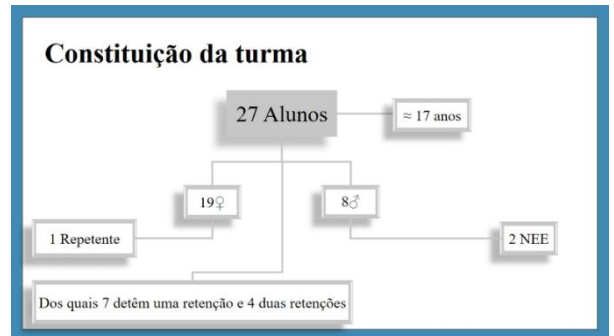 Constituição da turma
27 Alunos
≈ 17 anos
19♀
8♂
1 Repetente
2 NEE
Dos quais 7 detêm uma retenção e 4 duas retenções